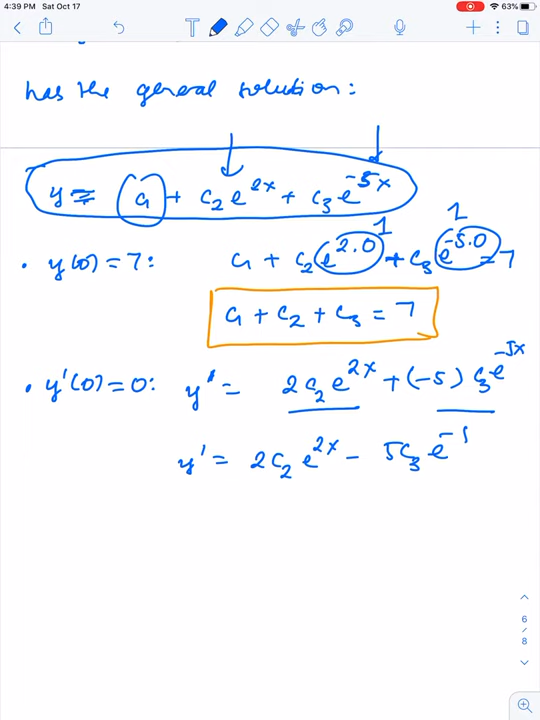 4:39 PM Sat Oct 17 63%
has the general solution:
y = c₁ + c₂e^2x + c₃e^-5x
1 1
• y(0) = 7: c₁ + c₂e^2.0 + c₃e^-5.0 = 7
c₁ + c₂ + c₃ = 7
• y'(0) = 0: y' = 2c₂e^2x + (-5) c₃e^-5x
y' = 2c₂e^2x - 5c₃e^-
6
/
8